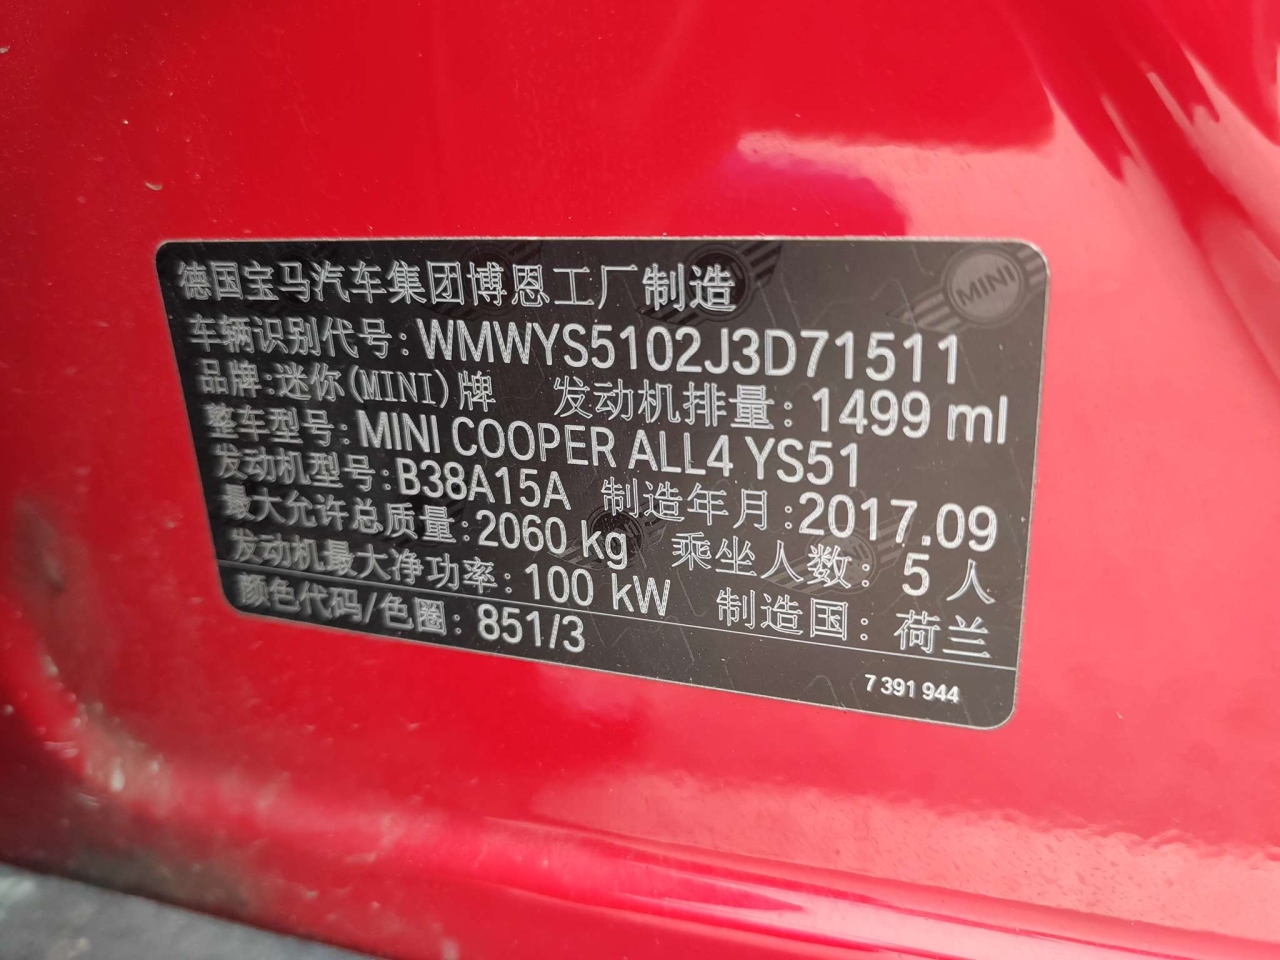 德国宝马汽车集团博恩工厂制造
MINI
车辆识别代号: WMWYS5102J3D71511
品牌: 迷你(MINI)牌 发动机排量: 1499 ml
整车型号: MINI COOPER ALL4 YS51
发动机型号: B38A15A 制造年月: 2017.09
最大允许总质量: 2060 kg 乘坐人数: 5 人
发动机最大净功率: 100 kW 制造国: 荷兰
颜色代码/色圈: 851/3
7 391 944